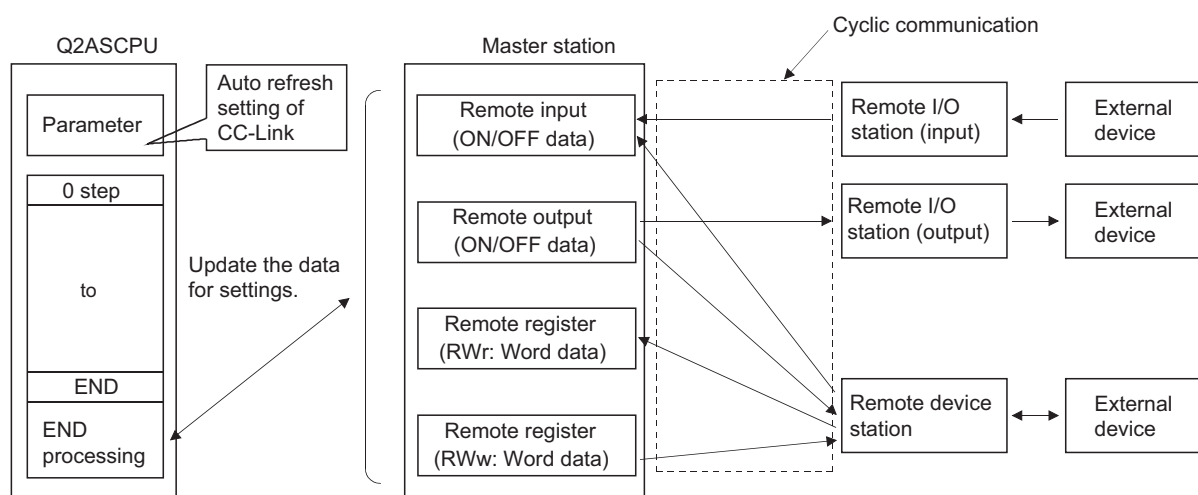 Cyclic communication
Q2ASCPU
Master station
Parameter
Auto refresh
setting of
CC-Link
0 step
to
END
END
processing
Update the data
for settings.
Remote input
(ON/OFF data)
Remote output
(ON/OFF data)
Remote register
(RWr: Word data)
Remote register
(RWw: Word data)
Remote I/O
station (input)
External
device
Remote I/O
station (output)
External
device
Remote device
station
External
device